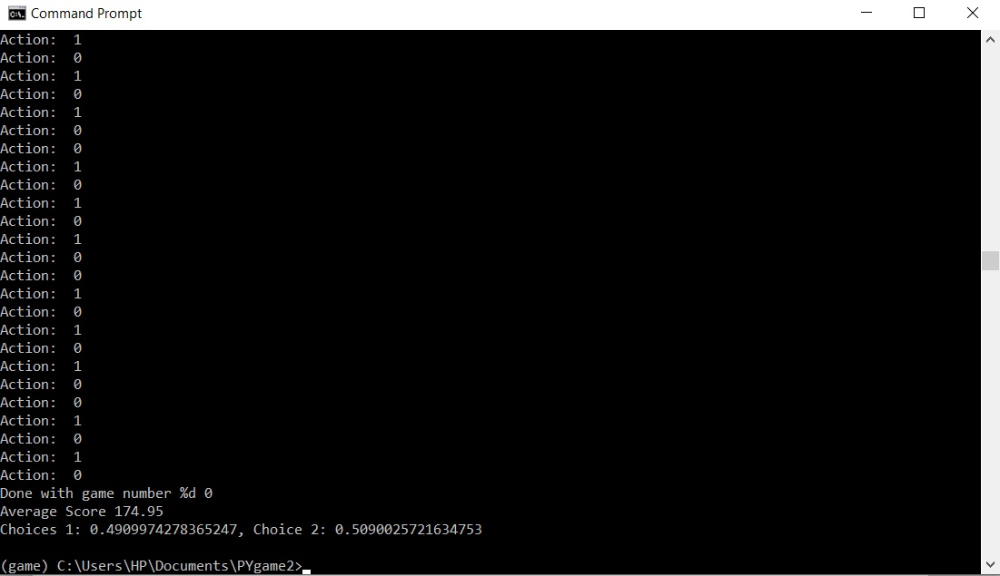 Command Prompt
Action:  1
Action:  0
Action:  1
Action:  0
Action:  1
Action:  0
Action:  0
Action:  1
Action:  0
Action:  1
Action:  0
Action:  1
Action:  0
Action:  0
Action:  1
Action:  0
Action:  1
Action:  0
Action:  1
Action:  0
Action:  0
Action:  1
Action:  0
Action:  1
Action:  0
Done with game number %d 0
Average Score 174.95
Choices 1: 0.4909974278365247, Choice 2: 0.5090025721634753
(game) C:\Users\HP\Documents\PYgame2>